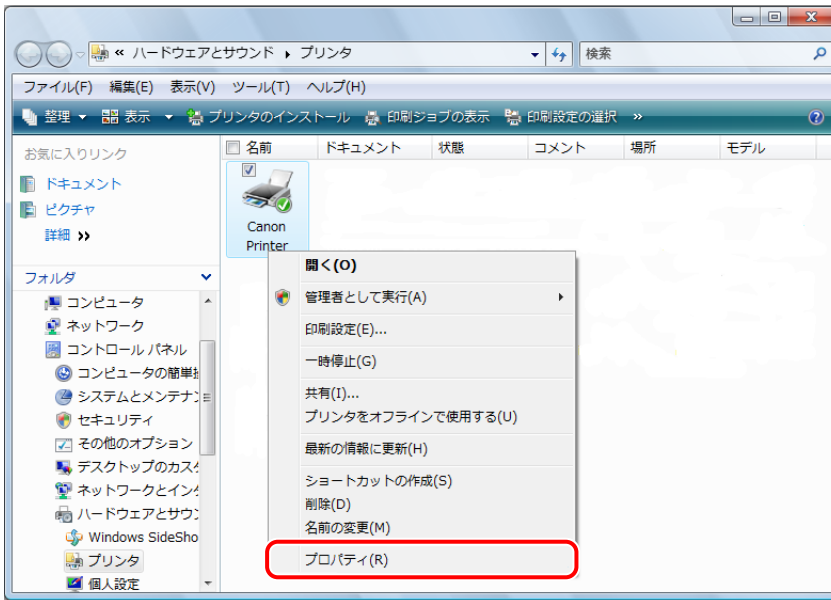 « ハードウェアとサウンド ▸ プリンタ
検索
ファイル(F) 編集(E) 表示(V) ツール(T) ヘルプ(H)
整理 表示 プリンタのインストール 印刷ジョブの表示 印刷設定の選択 »
お気に入りリンク
ドキュメント
ピクチャ
詳細 »
フォルダ
コンピュータ
ネットワーク
コントロール パネル
コンピュータの簡単
システムとメンテナン
セキュリティ
その他のオプション
デスクトップのカスタ
ネットワークとインタ
ハードウェアとサウン
Windows SideSho
プリンタ
個人設定
名前 ドキュメント 状態 コメント 場所 モデル
Canon
Printer
開く(O)
管理者として実行(A)
印刷設定(E)...
一時停止(G)
共有(I)...
プリンタをオフラインで使用する(U)
最新の情報に更新(H)
ショートカットの作成(S)
削除(D)
名前の変更(M)
プロパティ(R)